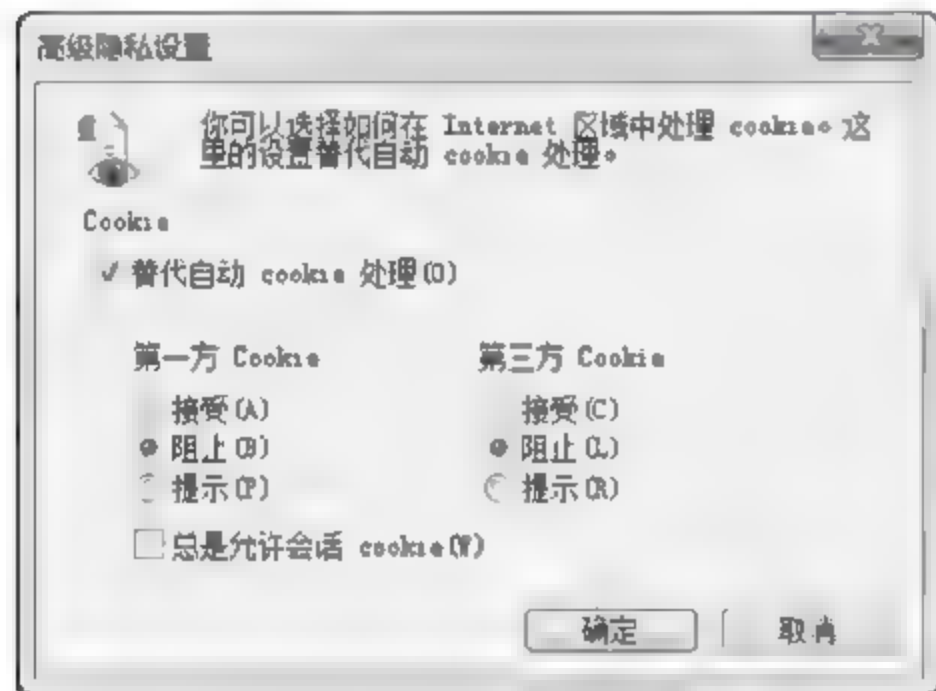 高级隐私设置
你可以选择如何在 Internet 区域中处理 cookie。这
里的设置替代自动 cookie 处理。
Cookie
替代自动 cookie 处理(O)
第一方 Cookie 第三方 Cookie
接受(A) 接受(C)
阻止(B) 阻止(L)
提示(P) 提示(R)
总是允许会话 cookie(W)
确定 取消